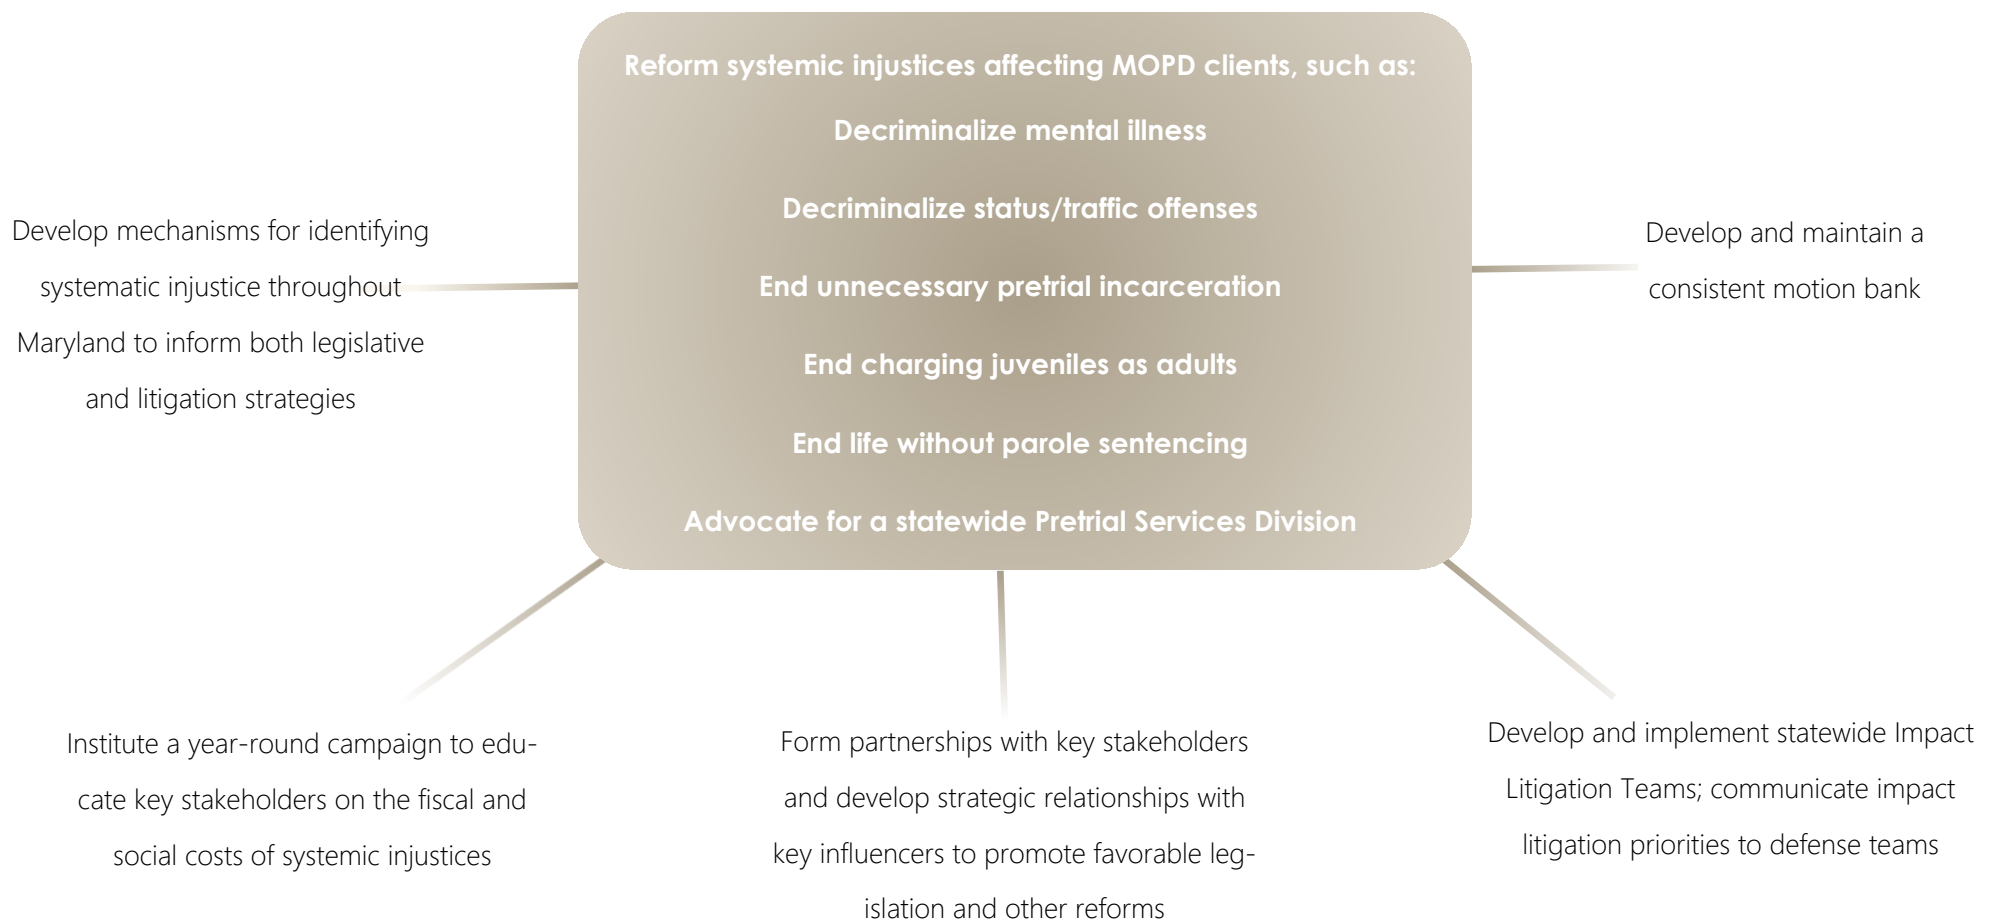 Reform systemic injustices affecting MOPD clients, such as:
Decriminalize mental illness
Decriminalize status/traffic offenses
End unnecessary pretrial incarceration
End charging juveniles as adults
End life without parole sentencing
Advocate for a statewide Pretrial Services Division
Develop mechanisms for identifying
systematic injustice throughout
Maryland to inform both legislative
and litigation strategies
Develop and maintain a
consistent motion bank
Institute a year-round campaign to edu-
cate key stakeholders on the fiscal and
social costs of systemic injustices
Form partnerships with key stakeholders
and develop strategic relationships with
key influencers to promote favorable leg-
islation and other reforms
Develop and implement statewide Impact
Litigation Teams; communicate impact
litigation priorities to defense teams